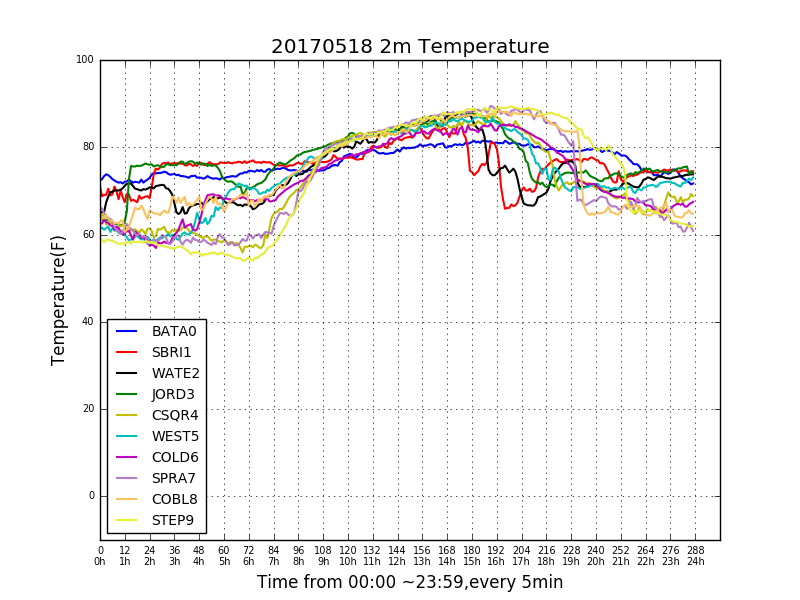 20170518 2m Temperature
100
80
60
40
20
0
Temperature(F)
BATA0
SBRI1
WATE2
JORD3
CSQR4
WEST5
COLD6
SPRA7
COBL8
STEP9
0 12 24 36 48 60 72 84 96 108 120 132 144 156 168 180 192 204 216 228 240 252 264 276 288
0h 1h 2h 3h 4h 5h 6h 7h 8h 9h 10h 11h 12h 13h 14h 15h 16h 17h 18h 19h 20h 21h 22h 23h 24h
Time from 00:00 ~23:59,every 5min